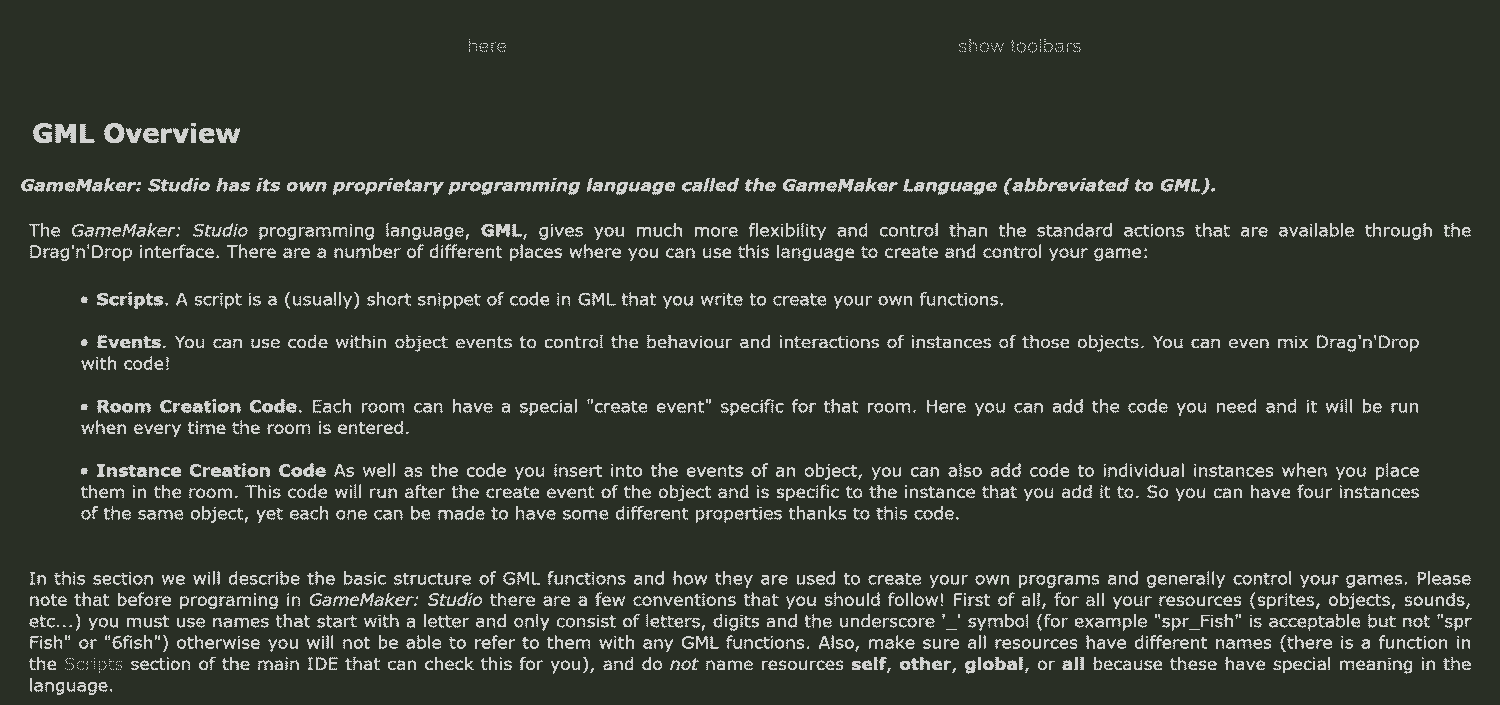 here show toolbars
GML Overview
GameMaker: Studio has its own proprietary programming language called the GameMaker Language (abbreviated to GML).
The GameMaker: Studio programming language, GML, gives you much more flexibility and control than the standard actions that are available through the
Drag'n'Drop interface. There are a number of different places where you can use this language to create and control your game:
• Scripts. A script is a (usually) short snippet of code in GML that you write to create your own functions.
• Events. You can use code within object events to control the behaviour and interactions of instances of those objects. You can even mix Drag'n'Drop
with code!
• Room Creation Code. Each room can have a special "create event" specific for that room. Here you can add the code you need and it will be run
when every time the room is entered.
• Instance Creation Code As well as the code you insert into the events of an object, you can also add code to individual instances when you place
them in the room. This code will run after the create event of the object and is specific to the instance that you add it to. So you can have four instances
of the same object, yet each one can be made to have some different properties thanks to this code.
In this section we will describe the basic structure of GML functions and how they are used to create your own programs and generally control your games. Please
note that before programing in GameMaker: Studio there are a few conventions that you should follow! First of all, for all your resources (sprites, objects, sounds,
etc...) you must use names that start with a letter and only consist of letters, digits and the underscore '_' symbol (for example "spr_Fish" is acceptable but not "spr
Fish" or "6fish") otherwise you will not be able to refer to them with any GML functions. Also, make sure all resources have different names (there is a function in
the Scripts section of the main IDE that can check this for you), and do not name resources self, other, global, or all because these have special meaning in the
language.